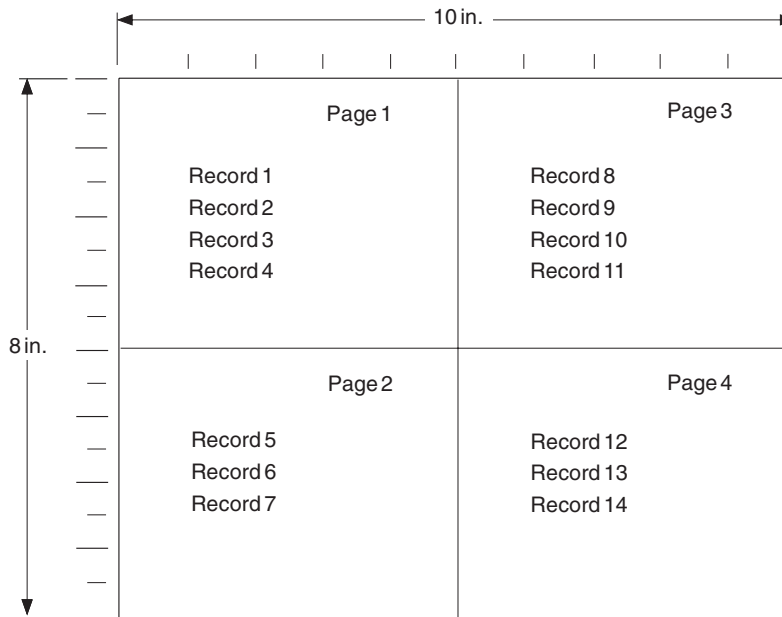 10 in.
8 in.
Page 1
Record 1
Record 2
Record 3
Record 4
Page 2
Record 5
Record 6
Record 7
Page 3
Record 8
Record 9
Record 10
Record 11
Page 4
Record 12
Record 13
Record 14